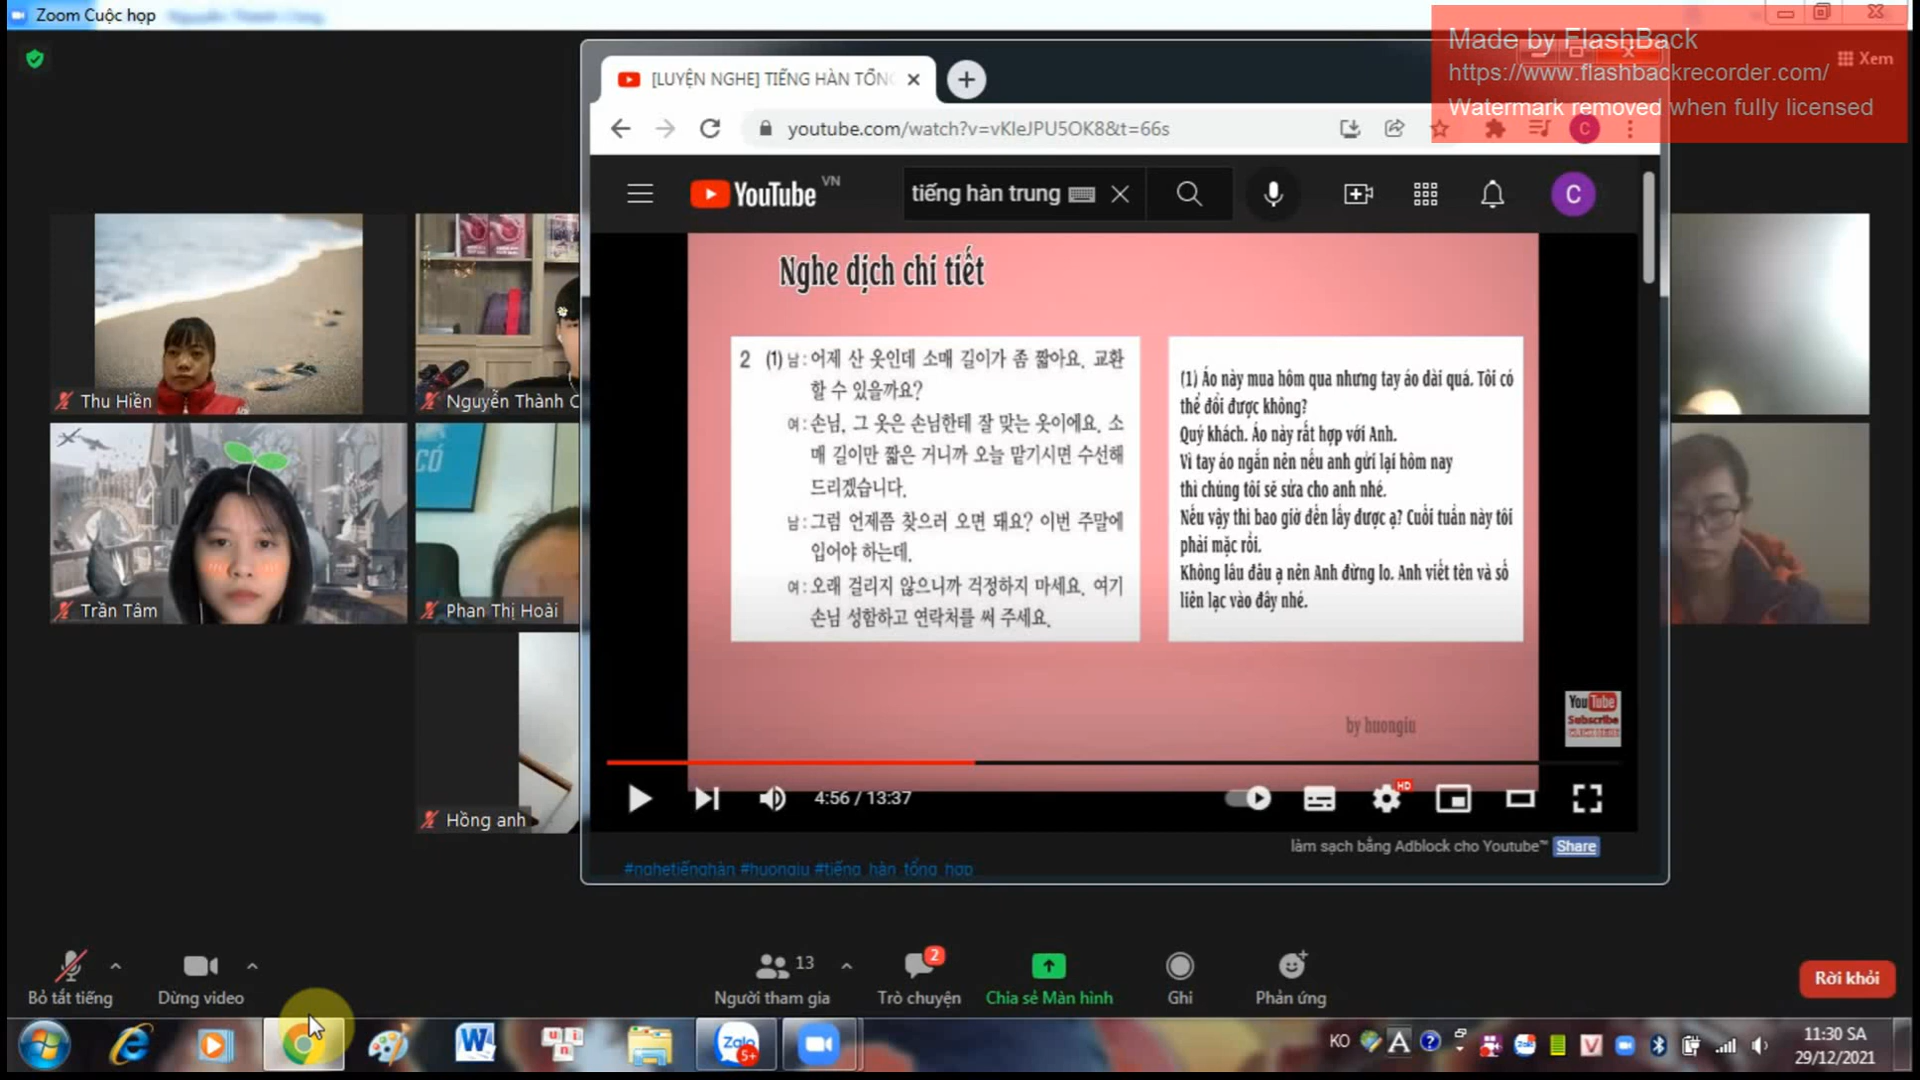 Zoom Cuộc họp
Made by FlashBack
https://www.flashbackrecorder.com/
Watermark removed when fully licensed
Xem
[LUYỆN NGHE] TIẾNG HÀN TỔNG
youtube.com/watch?v=vKleJPU5OK8&t=66s
C
YouTube VN
tiếng hàn trung
C
Nghe dịch chi tiết
2 (1) 남: 어제 산 옷인데 소매 길이가 좀 짧아요. 교환
할 수 있을까요?
여: 손님, 그 옷은 손님한테 잘 맞는 옷이에요. 소
매 길이만 짧은 거니까 오늘 맡기시면 수선해
드리겠습니다.
남: 그럼 언제쯤 찾으러 오면 돼요? 이번 주말에
입어야 하는데.
여: 오래 걸리지 않으니까 걱정하지 마세요. 여기
손님 성함하고 연락처를 써 주세요.
(1) Áo này mua hôm qua nhưng tay áo dài quá. Tôi có
thể đổi được không?
Quý khách. Áo này rất hợp với Anh.
Vì tay áo ngắn nên nếu anh gửi lại hôm nay
thì chúng tôi sẽ sửa cho anh nhé.
Nếu vậy thì bao giờ đến lấy được ạ? Cuối tuần này tôi
phải mặc rồi.
Không lâu đâu ạ nên Anh đừng lo. Anh viết tên và số
liên lạc vào đây nhé.
by huongiu
You Tube
Subscribe
4:56 / 13:37
HD
làm sạch bằng Adblock cho Youtube™ Share
#nghetiếnghàn #huongiu #tiếng_hàn_tổng_hợp
Thu Hiền
Nguyễn Thành C
Trần Tâm
CÓ
Phan Thị Hoài
Hồng anh
Bỏ tắt tiếng
Dừng video
13
Người tham gia
2
Trò chuyện
Chia sẻ Màn hình
Ghi
Phản ứng
Rời khỏi
Zalo
5+
KO
A
11:30 SA
29/12/2021